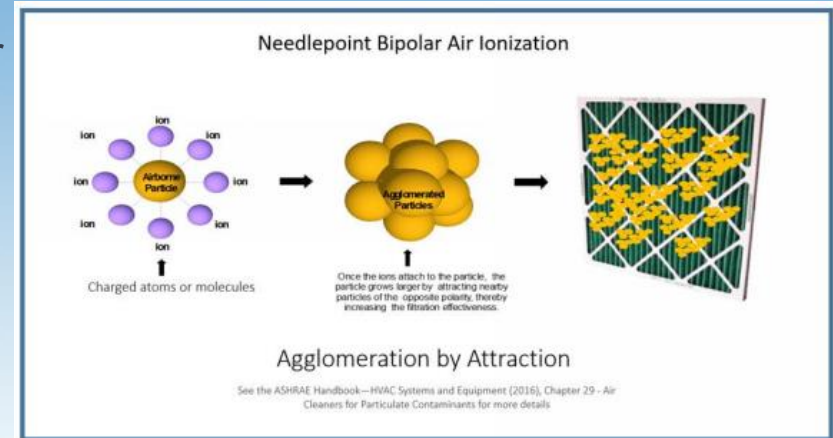 Needlepoint Bipolar Air Ionization
ion
ion
ion
ion
ion
ion
ion
ion
Airborne
Particle
Charged atoms or molecules
Agglomerated
Particles
Once the ions attach to the particle, the
particle grows larger by attracting nearby
particles of the opposite polarity, thereby
increasing the filtration effectiveness.
Agglomeration by Attraction
See the ASHRAE Handbook—HVAC Systems and Equipment (2016), Chapter 29 - Air
Cleaners for Particulate Contaminants for more details